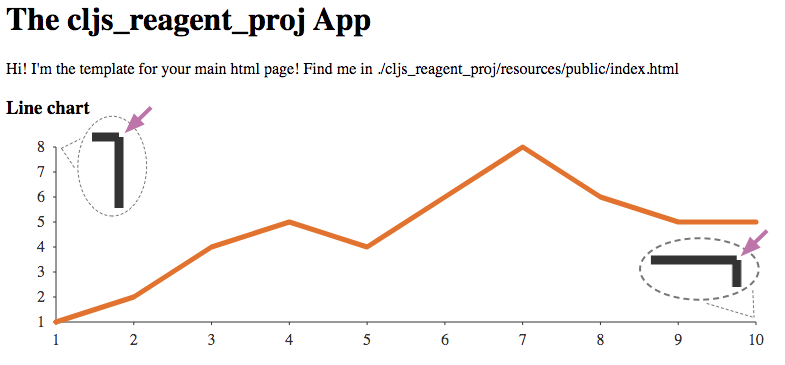 The cljs_reagent_proj App
Hi! I'm the template for your main html page! Find me in ./cljs_reagent_proj/resources/public/index.html
Line chart
8
7
6
5
4
3
2
1
1 2 3 4 5 6 7 8 9 10